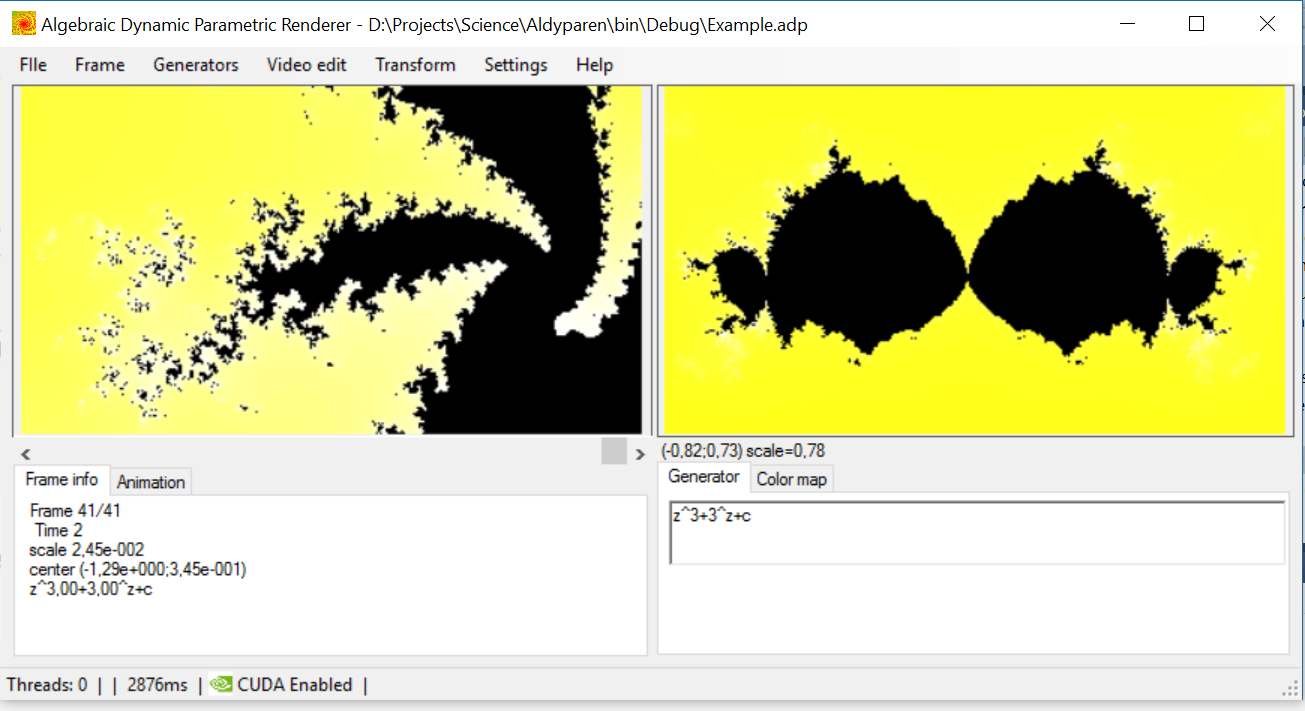 Algebraic Dynamic Parametric Renderer - D:\Projects\Science\Aldyparen\bin\Debug\Example.adp
FIle Frame Generators Video edit Transform Settings Help
(-0,82;0,73) scale=0,78
Frame info Animation
Generator Color map
Frame 41/41
Time 2
scale 2,45e-002
center (-1,29e+000;3,45e-001)
z^3,00+3,00^z+c
z^3+3^z+c
Threads: 0 | | 2876ms | CUDA Enabled |